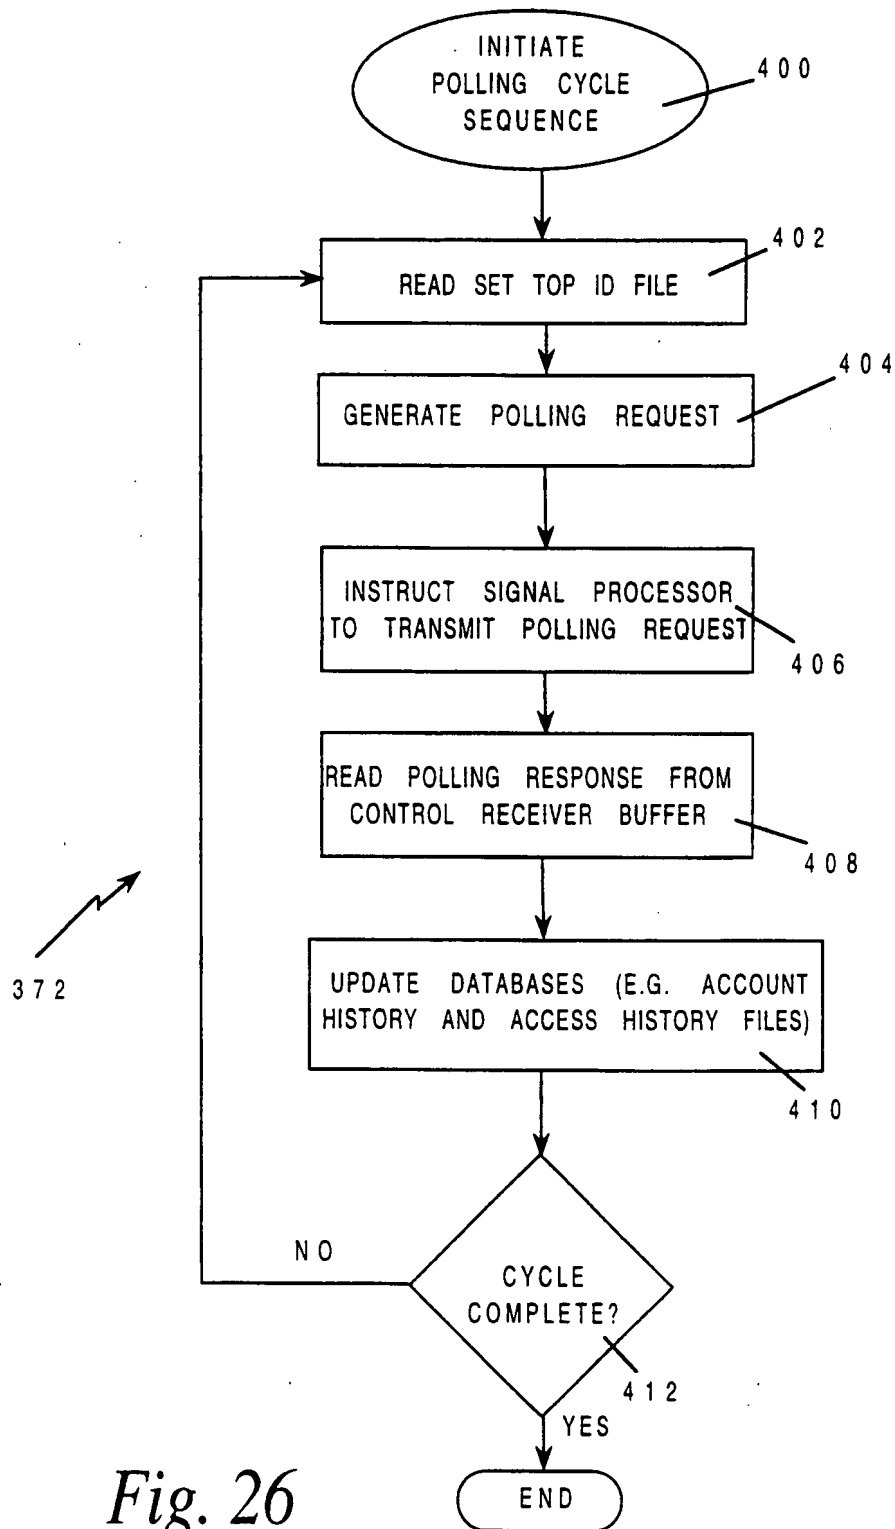 INITIATE
POLLING CYCLE
SEQUENCE
400
402
READ SET TOP ID FILE
404
GENERATE POLLING REQUEST
INSTRUCT SIGNAL PROCESSOR
TO TRANSMIT POLLING REQUEST
406
READ POLLING RESPONSE FROM
CONTROL RECEIVER BUFFER
408
372
UPDATE DATABASES (E.G. ACCOUNT
HISTORY AND ACCESS HISTORY FILES)
410
NO
CYCLE
COMPLETE?
412
YES
END
Fig. 26